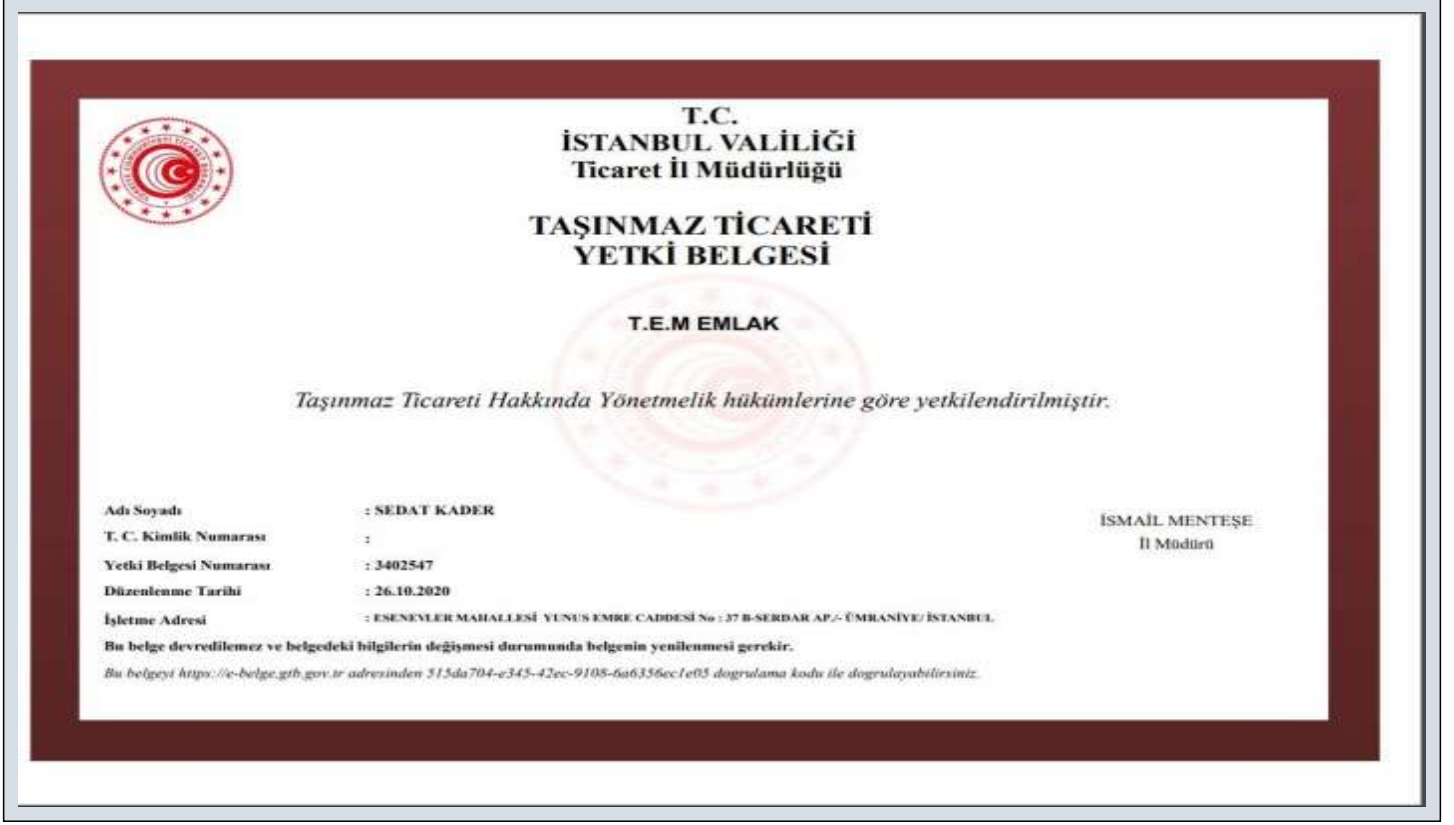 T.C.
İSTANBUL VALİLİĞİ
Ticaret İl Müdürlüğü
TAŞINMAZ TİCARETİ
YETKİ BELGESİ
T.E.M EMLAK
Taşınmaz Ticareti Hakkında Yönetmelik hükümlerine göre yetkilendirilmiştir.
Adı Soyadı : SEDAT KADER
T. C. Kimlik Numarası :
Yetki Belgesi Numarası : 3402547
Düzenlenme Tarihi : 26.10.2020
İşletme Adresi : ESENEVLER MAHALLESİ YUNUS EMRE CADDESİ No : 37 B-SERDAR AP./- ÜMRANİYE/ İSTANBUL
İSMAİL MENTEŞE
İl Müdürü
Bu belge devredilemez ve belgedeki bilgilerin değişmesi durumunda belgenin yenilenmesi gerekir.
Bu belgeyi https://e-belge.gtb.gov.tr adresinden 515da704-e345-42ec-9108-6a6356ec1e05 dogrulama kodu ile dogrulayabilirsiniz.